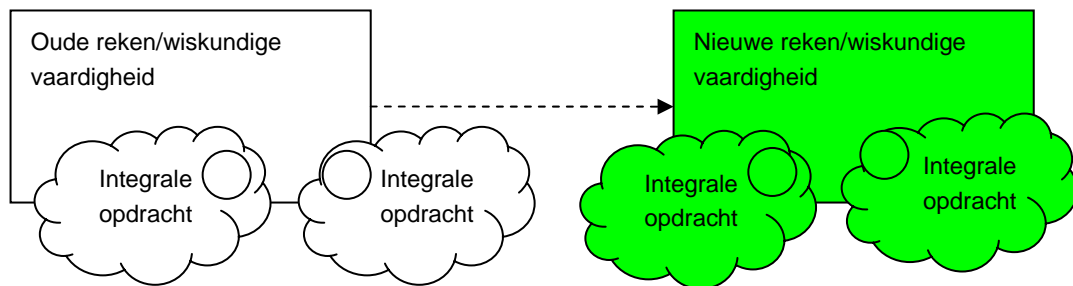 Oude reken/wiskundige
vaardigheid
Nieuwe reken/wiskundige
vaardigheid
Integrale
opdracht
Integrale
opdracht
Integrale
opdracht
Integrale
opdracht